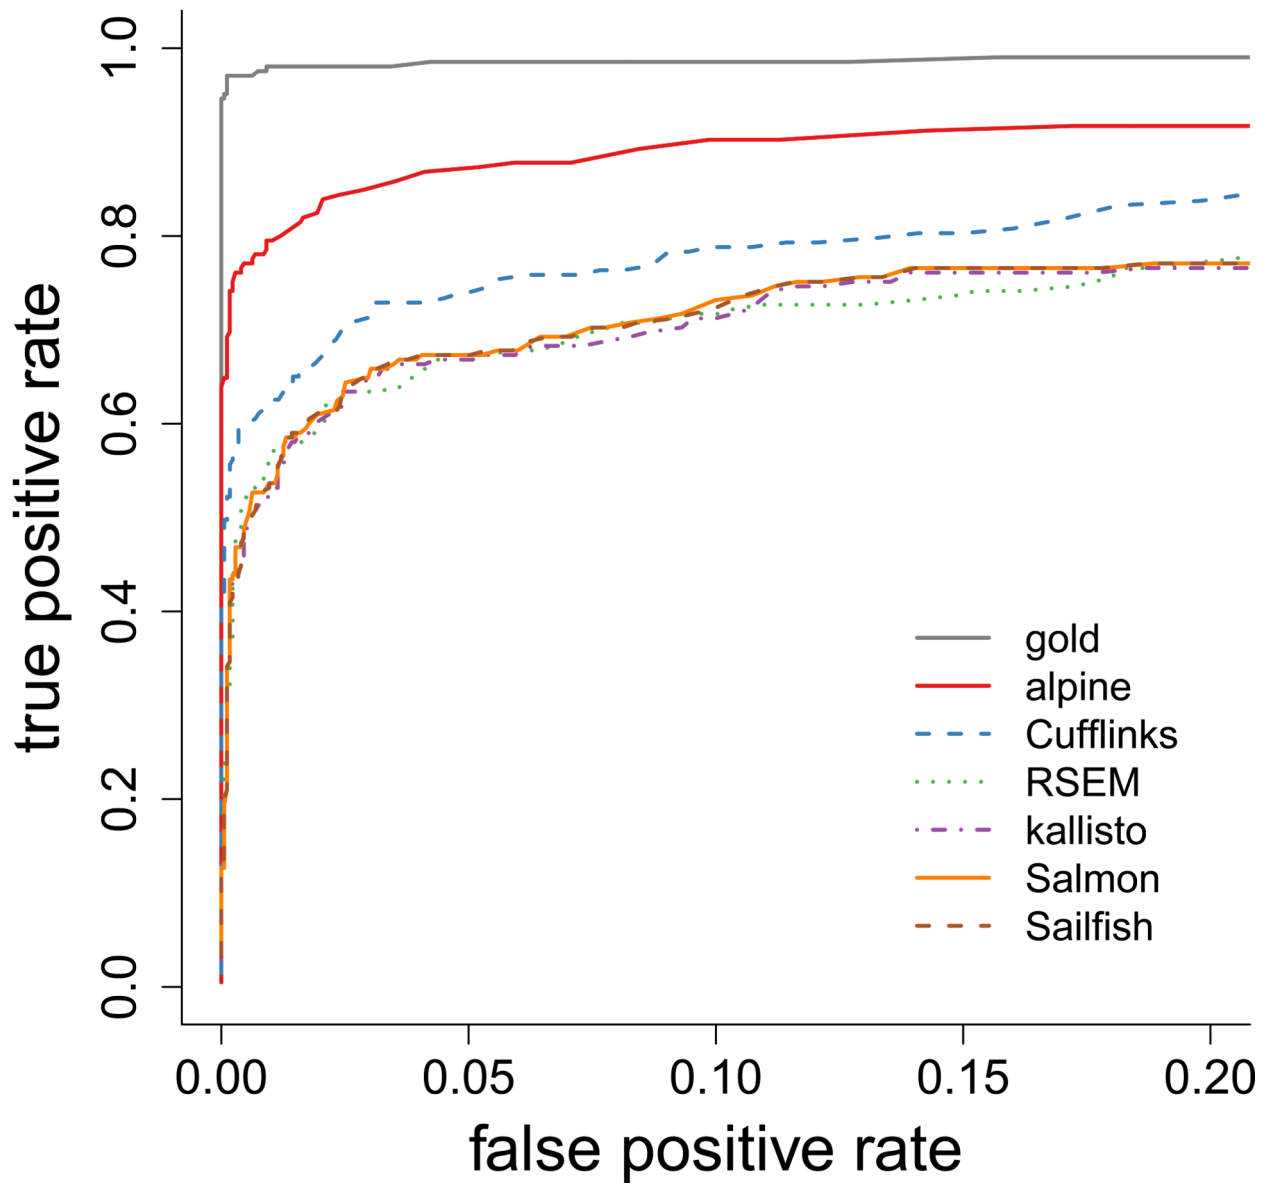 true positive rate
1.0
0.8
0.6
0.4
0.2
0.0
gold
alpine
Cufflinks
RSEM
kallisto
Salmon
Sailfish
0.00 0.05 0.10 0.15 0.20
false positive rate